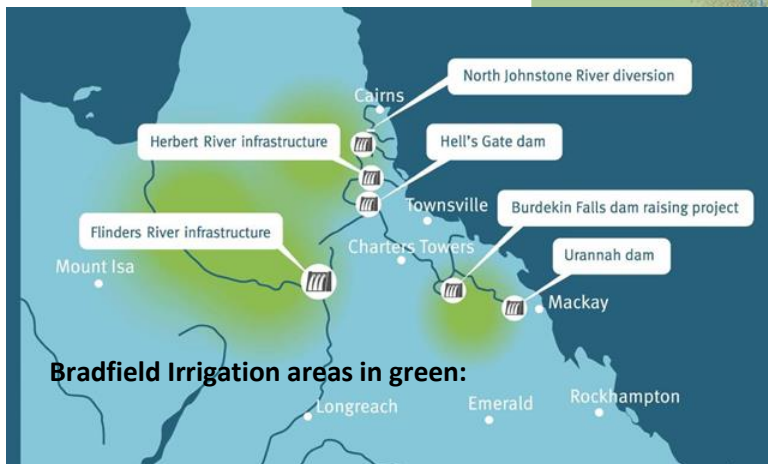 North Johnstone River diversion
Cairns
Herbert River infrastructure
Hell's Gate dam
Townsville
Burdekin Falls dam raising project
Flinders River infrastructure
Charters Towers
Urannah dam
Mount Isa
Mackay
Bradfield Irrigation areas in green:
Longreach
Emerald
Rockhampton